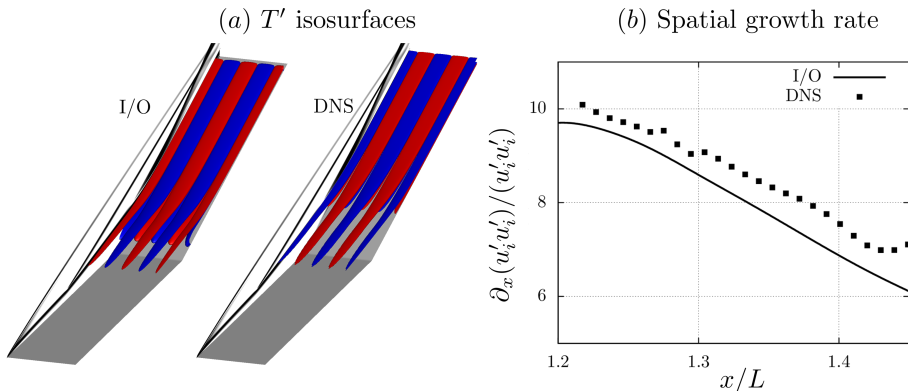 (a) T′ isosurfaces
(b) Spatial growth rate
I/O
DNS
I/O
DNS
10
8
6
∂ₓ(u′ᵢu′ᵢ)/(u′ᵢu′ᵢ)
1.2
1.3
1.4
x/L